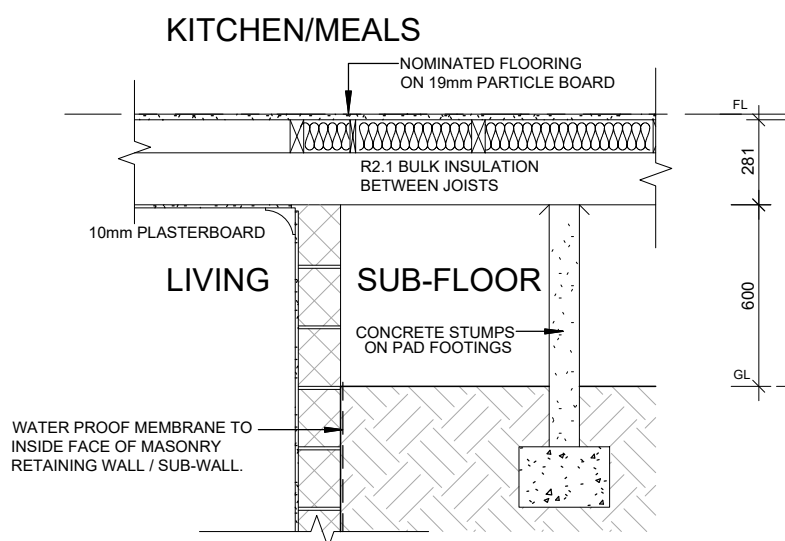 KITCHEN/MEALS
NOMINATED FLOORING
ON 19mm PARTICLE BOARD
FL
281
R2.1 BULK INSULATION
BETWEEN JOISTS
10mm PLASTERBOARD
LIVING
SUB-FLOOR
600
CONCRETE STUMPS
ON PAD FOOTINGS
GL
WATER PROOF MEMBRANE TO
INSIDE FACE OF MASONRY
RETAINING WALL / SUB-WALL.